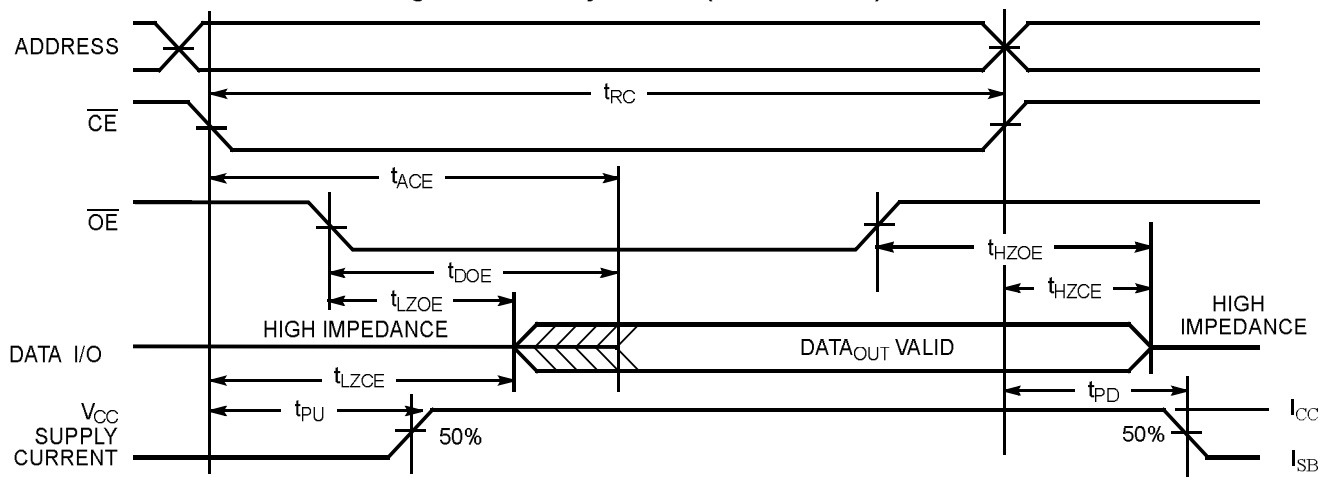 ADDRESS
tRC
CE
tACE
OE
tHZOE
tDOE
tLZOE
tHZCE
HIGH IMPEDANCE
HIGH
IMPEDANCE
DATA I/O
DATAOUT VALID
tLZCE
tPD
VCC
SUPPLY
CURRENT
tPU
50%
50%
ICC
ISB